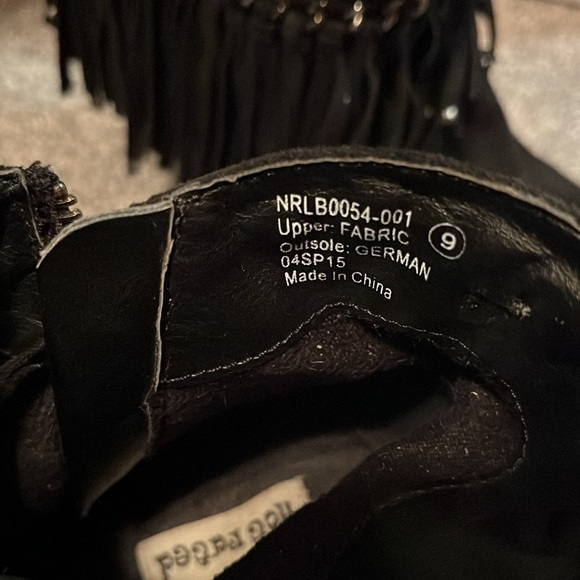 NRLB0054-001
Upper: FABRIC
Outsole: GERMAN
04SP15
Made In China
9
not rated